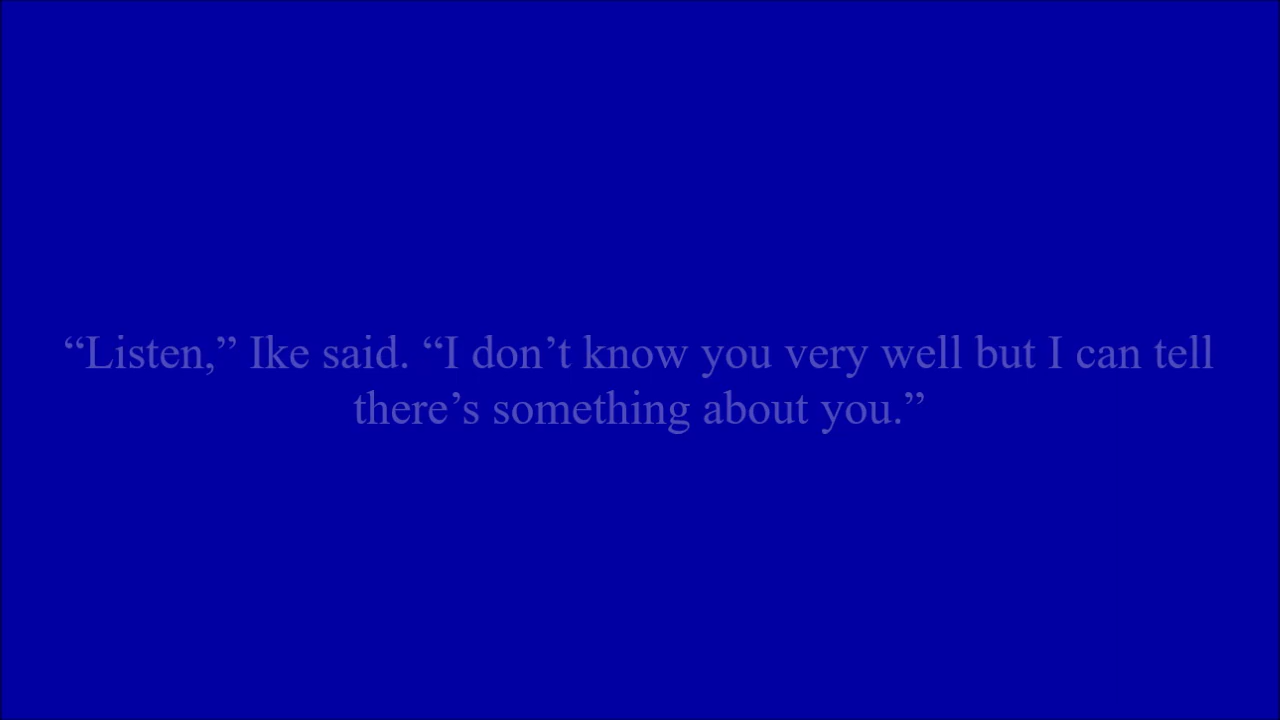 “Listen,” Ike said. “I don’t know you very well but I can tell
there’s something about you.”